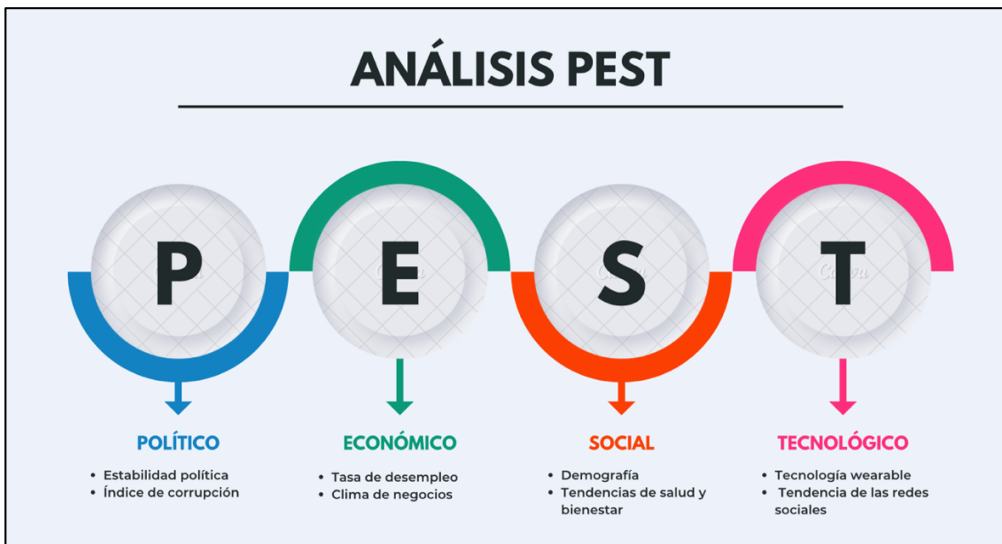 ANÁLISIS PEST
P
E
S
T
POLÍTICO
• Estabilidad política
• Índice de corrupción
ECONÓMICO
• Tasa de desempleo
• Clima de negocios
SOCIAL
• Demografía
• Tendencias de salud y
bienestar
TECNOLÓGICO
• Tecnología wearable
• Tendencia de las redes
sociales